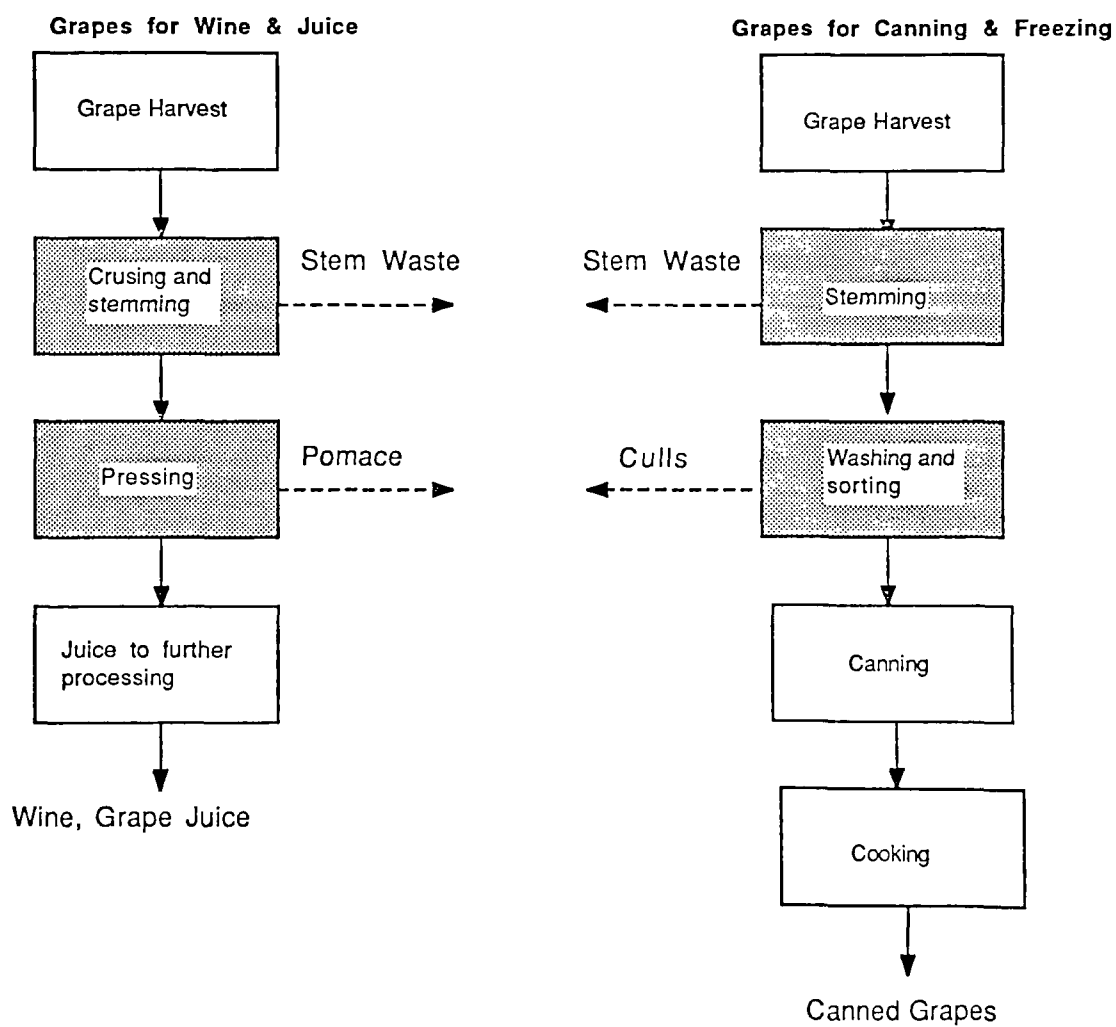 Grapes for Wine & Juice
Grape Harvest
Crusing and
stemming
Stem Waste
Pressing
Pomace
Juice to further
processing
Wine, Grape Juice
Grapes for Canning & Freezing
Grape Harvest
Stem Waste
Stemming
Culls
Washing and
sorting
Canning
Cooking
Canned Grapes